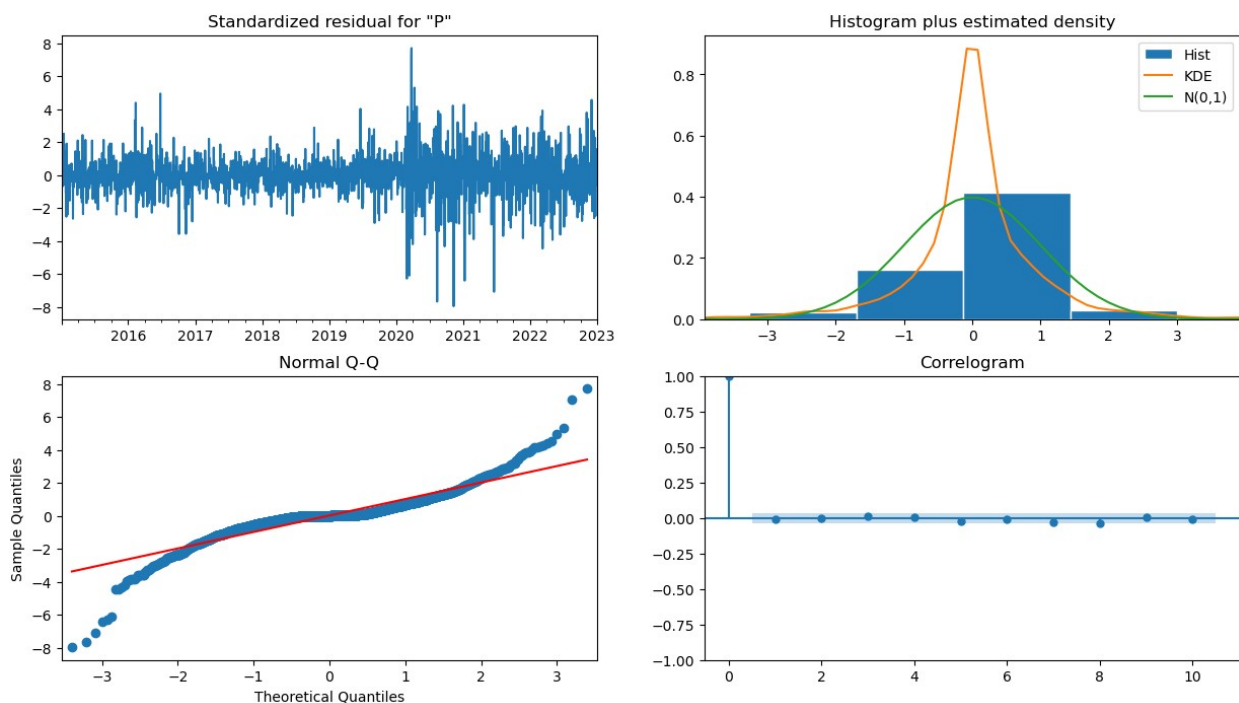 Standardized residual for "P"
8
6
4
2
0
−2
−4
−6
−8
2016 2017 2018 2019 2020 2021 2022 2023
Histogram plus estimated density
Hist
KDE
N(0,1)
0.8
0.6
0.4
0.2
0.0
−3 −2 −1 0 1 2 3
Normal Q-Q
Sample Quantiles
8
6
4
2
0
−2
−4
−6
−8
−3 −2 −1 0 1 2 3
Theoretical Quantiles
Correlogram
1.00
0.75
0.50
0.25
0.00
−0.25
−0.50
−0.75
−1.00
0 2 4 6 8 10